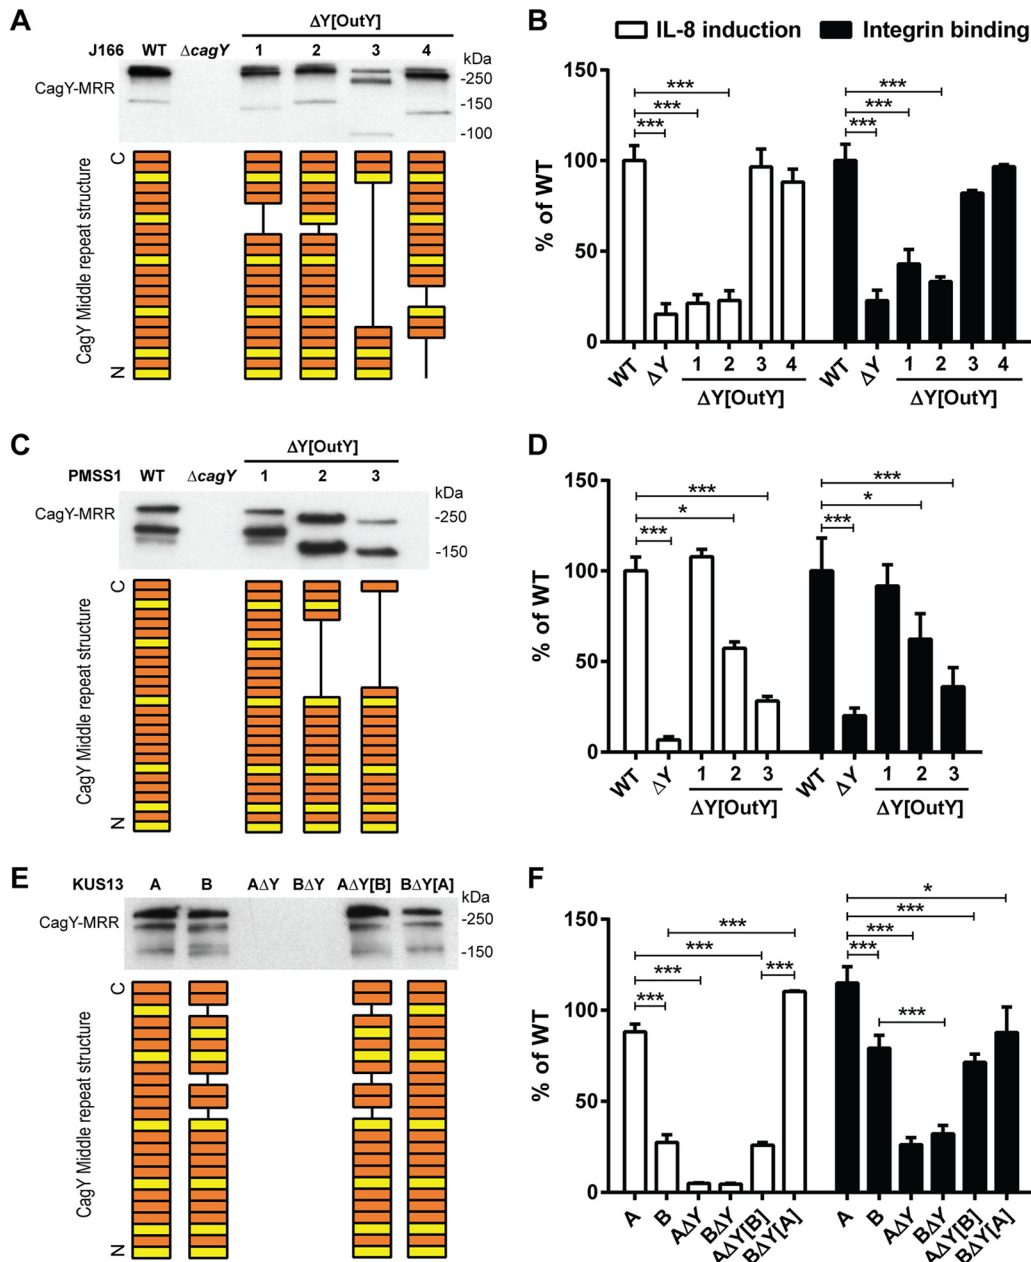 A
ΔY[OutY]
J166 WT ΔcagY 1 2 3 4
kDa
CagY-MRR
-250
-150
-100
C
CagY Middle repeat structure
N
B
IL-8 induction Integrin binding
150
100
50
0
% of WT
*** *** *** *** *** ***
WT ΔY 1 2 3 4 WT ΔY 1 2 3 4
ΔY[OutY] ΔY[OutY]
C
ΔY[OutY]
PMSS1 WT ΔcagY 1 2 3
kDa
CagY-MRR
-250
-150
C
CagY Middle repeat structure
N
D
150
100
50
0
% of WT
*** * *** *** * ***
WT ΔY 1 2 3 WT ΔY 1 2 3
ΔY[OutY] ΔY[OutY]
E
KUS13 A B AΔY BΔY AΔY[B] BΔY[A]
kDa
CagY-MRR
-250
-150
C
CagY Middle repeat structure
N
F
150
100
50
0
% of WT
*** *** *** *** *** * *** *** *** ***
A B AΔY BΔY AΔY[B] BΔY[A] A B AΔY BΔY AΔY[B] BΔY[A]